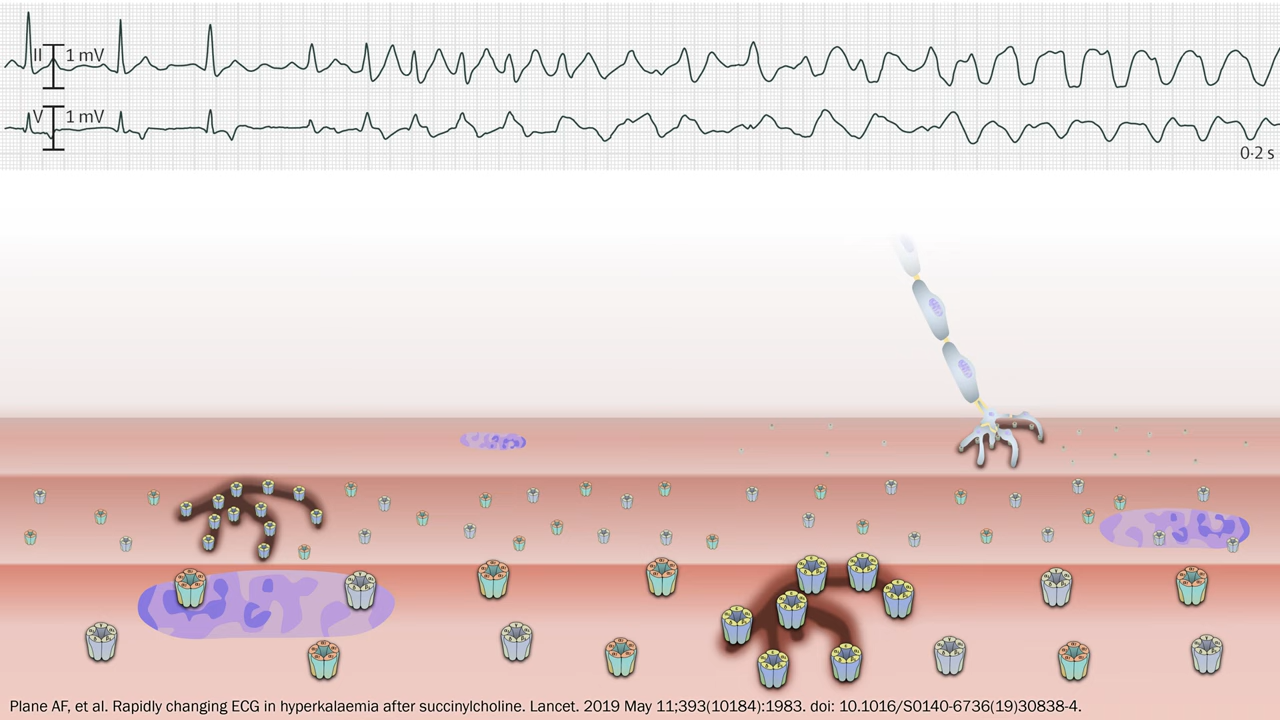 II 1 mV
V 1 mV
0·2 s
Plane AF, et al. Rapidly changing ECG in hyperkalaemia after succinylcholine. Lancet. 2019 May 11;393(10184):1983. doi: 10.1016/S0140-6736(19)30838-4.